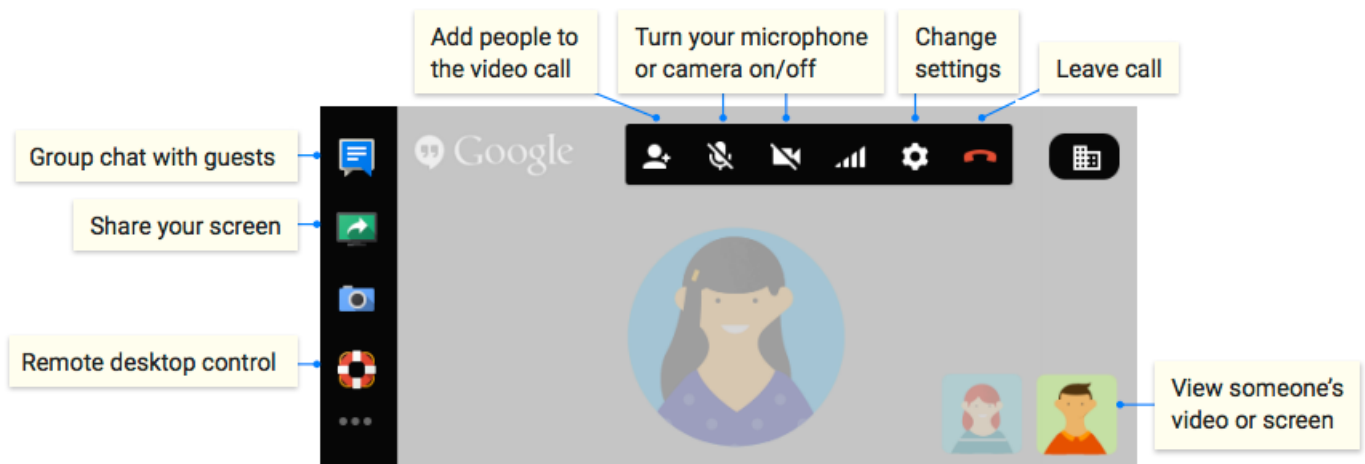 Add people to
the video call
Turn your microphone
or camera on/off
Change
settings
Leave call
Group chat with guests
Google
Share your screen
Remote desktop control
View someone's
video or screen